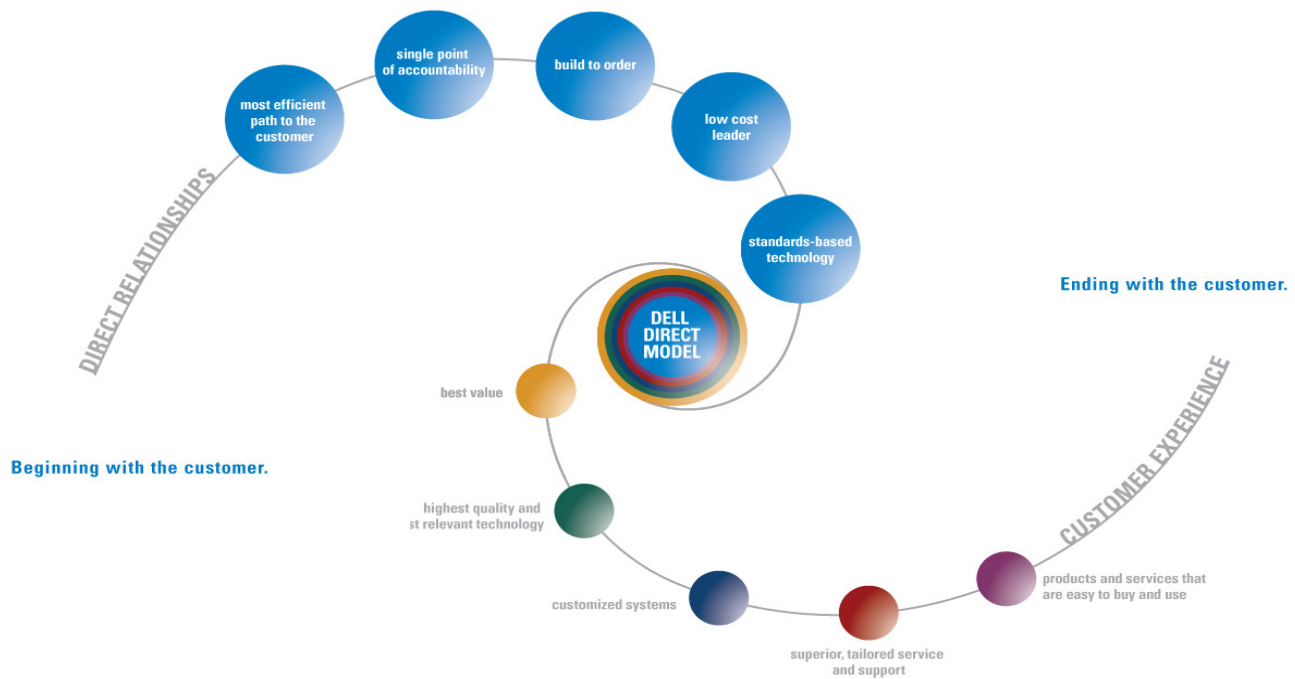 single point
of accountability
build to order
most efficient
path to the
customer
low cost
leader
DIRECT RELATIONSHIPS
standards-based
technology
Ending with the customer.
DELL
DIRECT
MODEL
best value
CUSTOMER EXPERIENCE
Beginning with the customer.
highest quality and
relevant technology
customized systems
products and services that
are easy to buy and use
superior, tailored service
and support